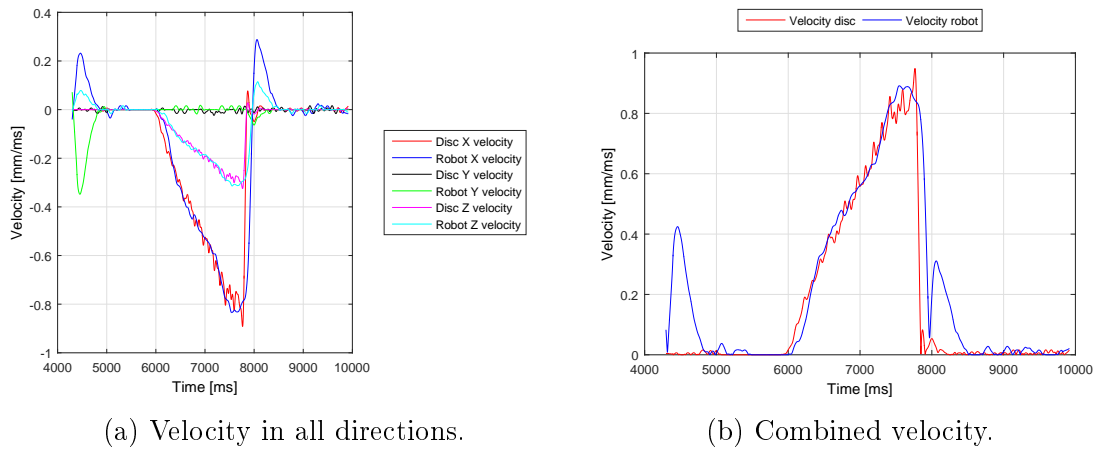 0.4
0.2
0
-0.2
-0.4
-0.6
-0.8
-1
4000 5000 6000 7000 8000 9000 10000
Time [ms]
Velocity [mm/ms]
Disc X velocity
Robot X velocity
Disc Y velocity
Robot Y velocity
Disc Z velocity
Robot Z velocity
(a) Velocity in all directions.
Velocity disc Velocity robot
1
0.8
0.6
0.4
0.2
0
4000 5000 6000 7000 8000 9000 10000
Time [ms]
Velocity [mm/ms]
(b) Combined velocity.